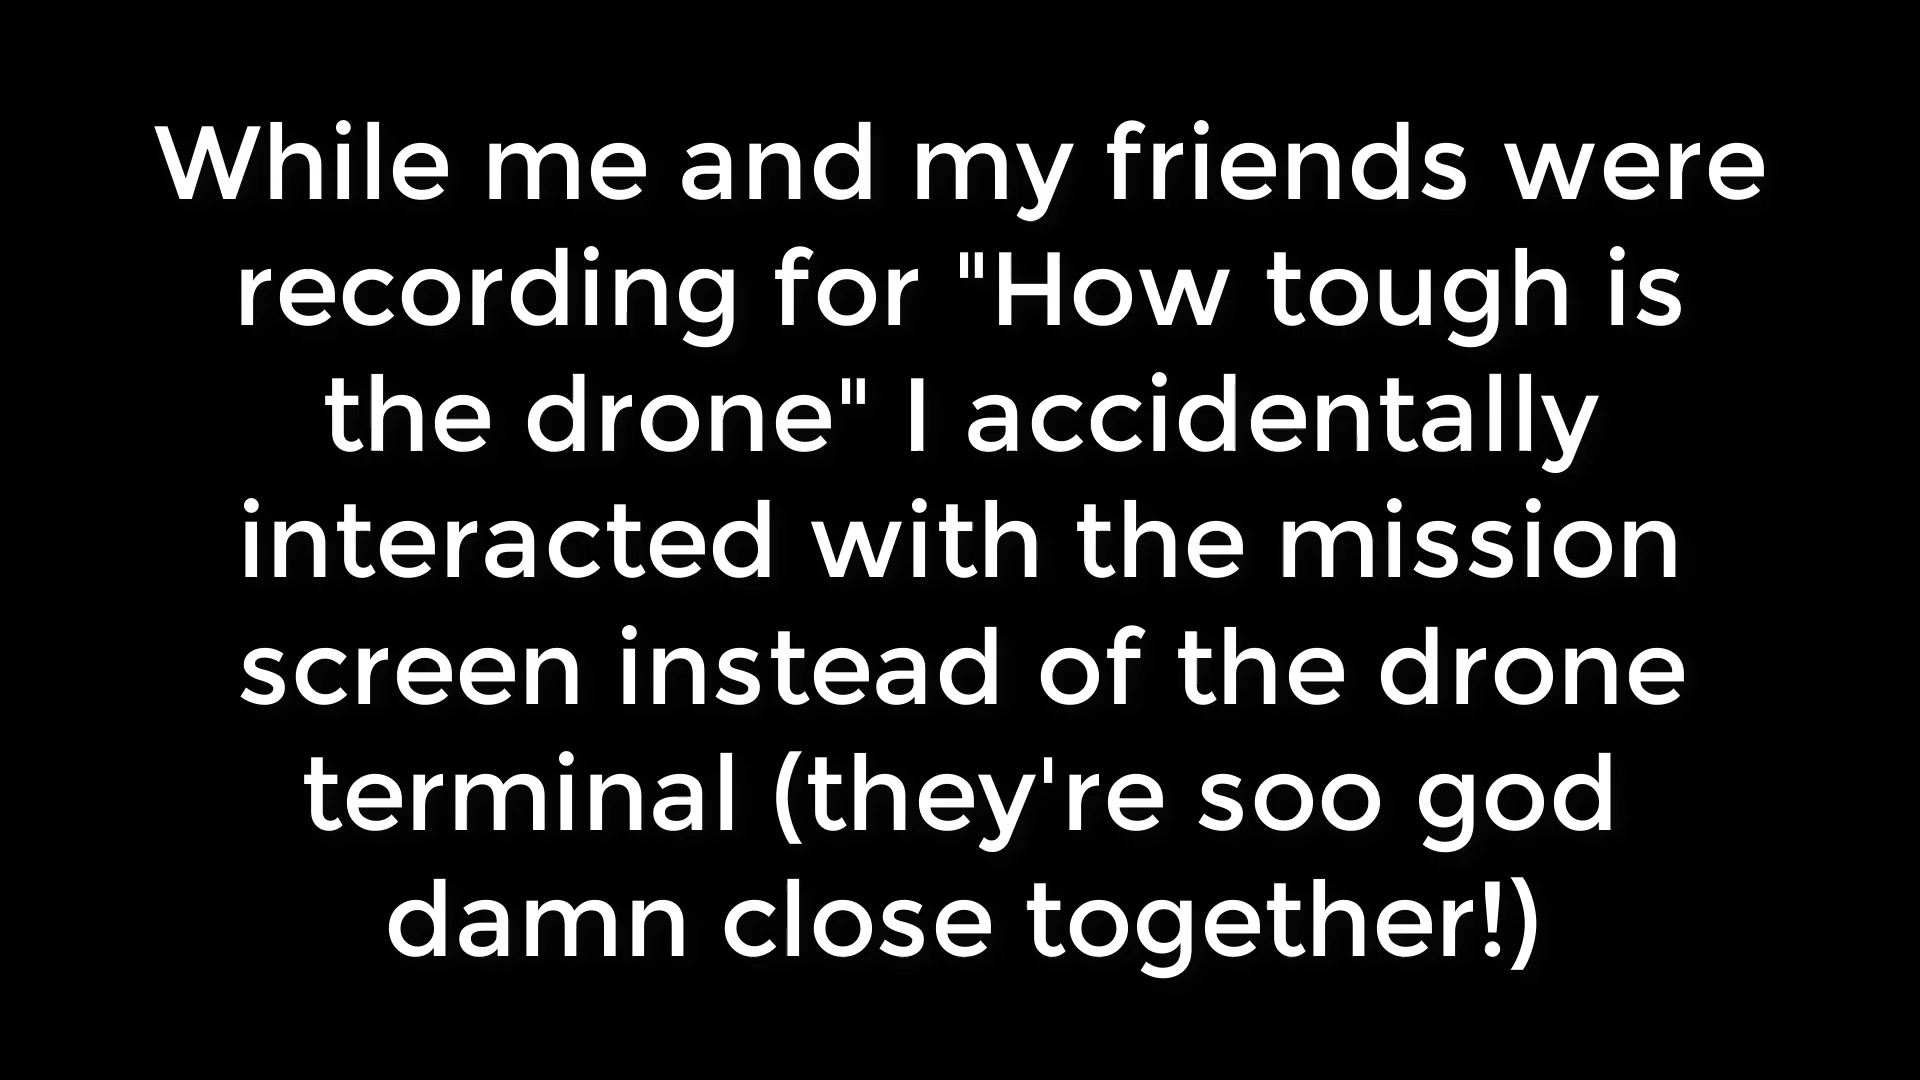 While me and my friends were
recording for "How tough is
the drone" I accidentally
interacted with the mission
screen instead of the drone
terminal (they're soo god
damn close together!)